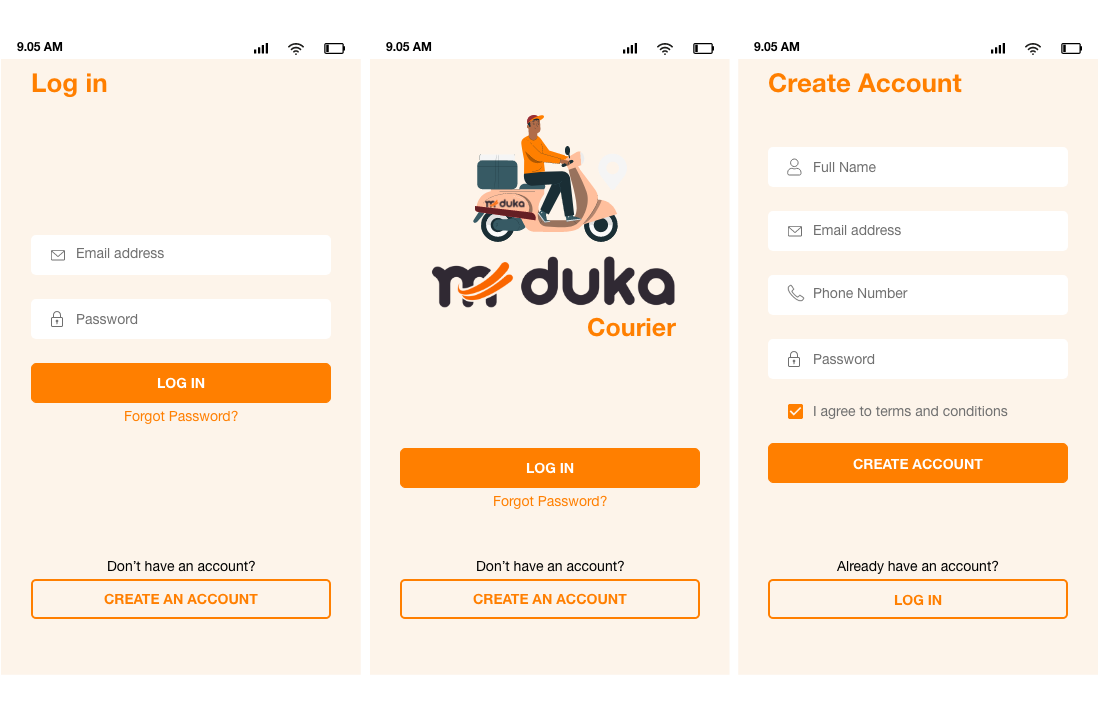 9.05 AM
Log in
Email address
Password
LOG IN
Forgot Password?
Don't have an account?
CREATE AN ACCOUNT
9.05 AM
m duka
m duka
Courier
LOG IN
Forgot Password?
Don't have an account?
CREATE AN ACCOUNT
9.05 AM
Create Account
Full Name
Email address
Phone Number
Password
I agree to terms and conditions
CREATE ACCOUNT
Already have an account?
LOG IN